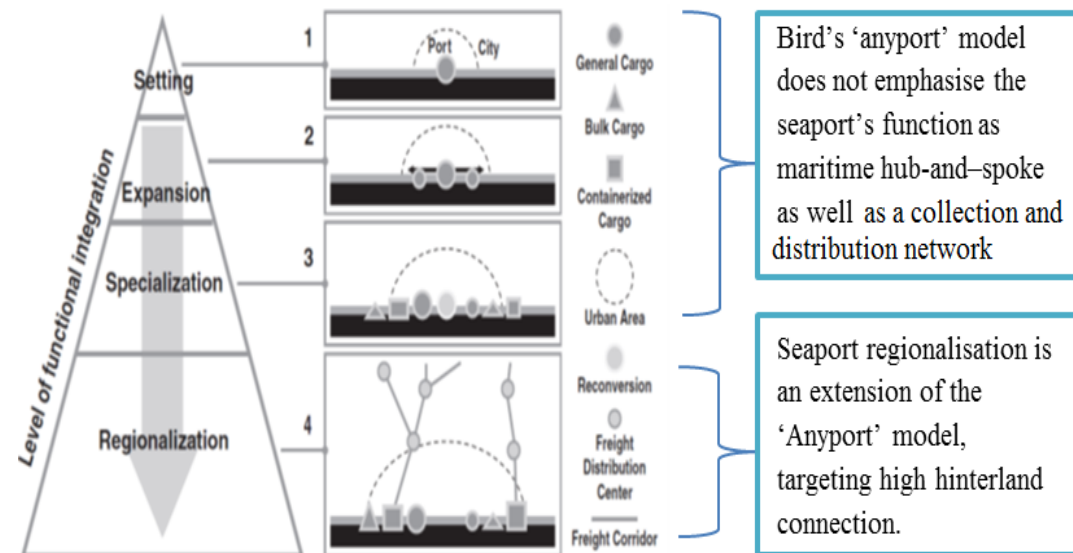 Level of functional integration
Setting
Expansion
Specialization
Regionalization
1
Port
City
2
3
4
General Cargo
Bulk Cargo
Containerized
Cargo
Urban Area
Reconversion
Freight
Distribution
Center
Freight Corridor
Bird’s ‘anyport’ model
does not emphasise the
seaport’s function as
maritime hub-and–spoke
as well as a collection and
distribution network
Seaport regionalisation is
an extension of the
‘Anyport’ model,
targeting high hinterland
connection.